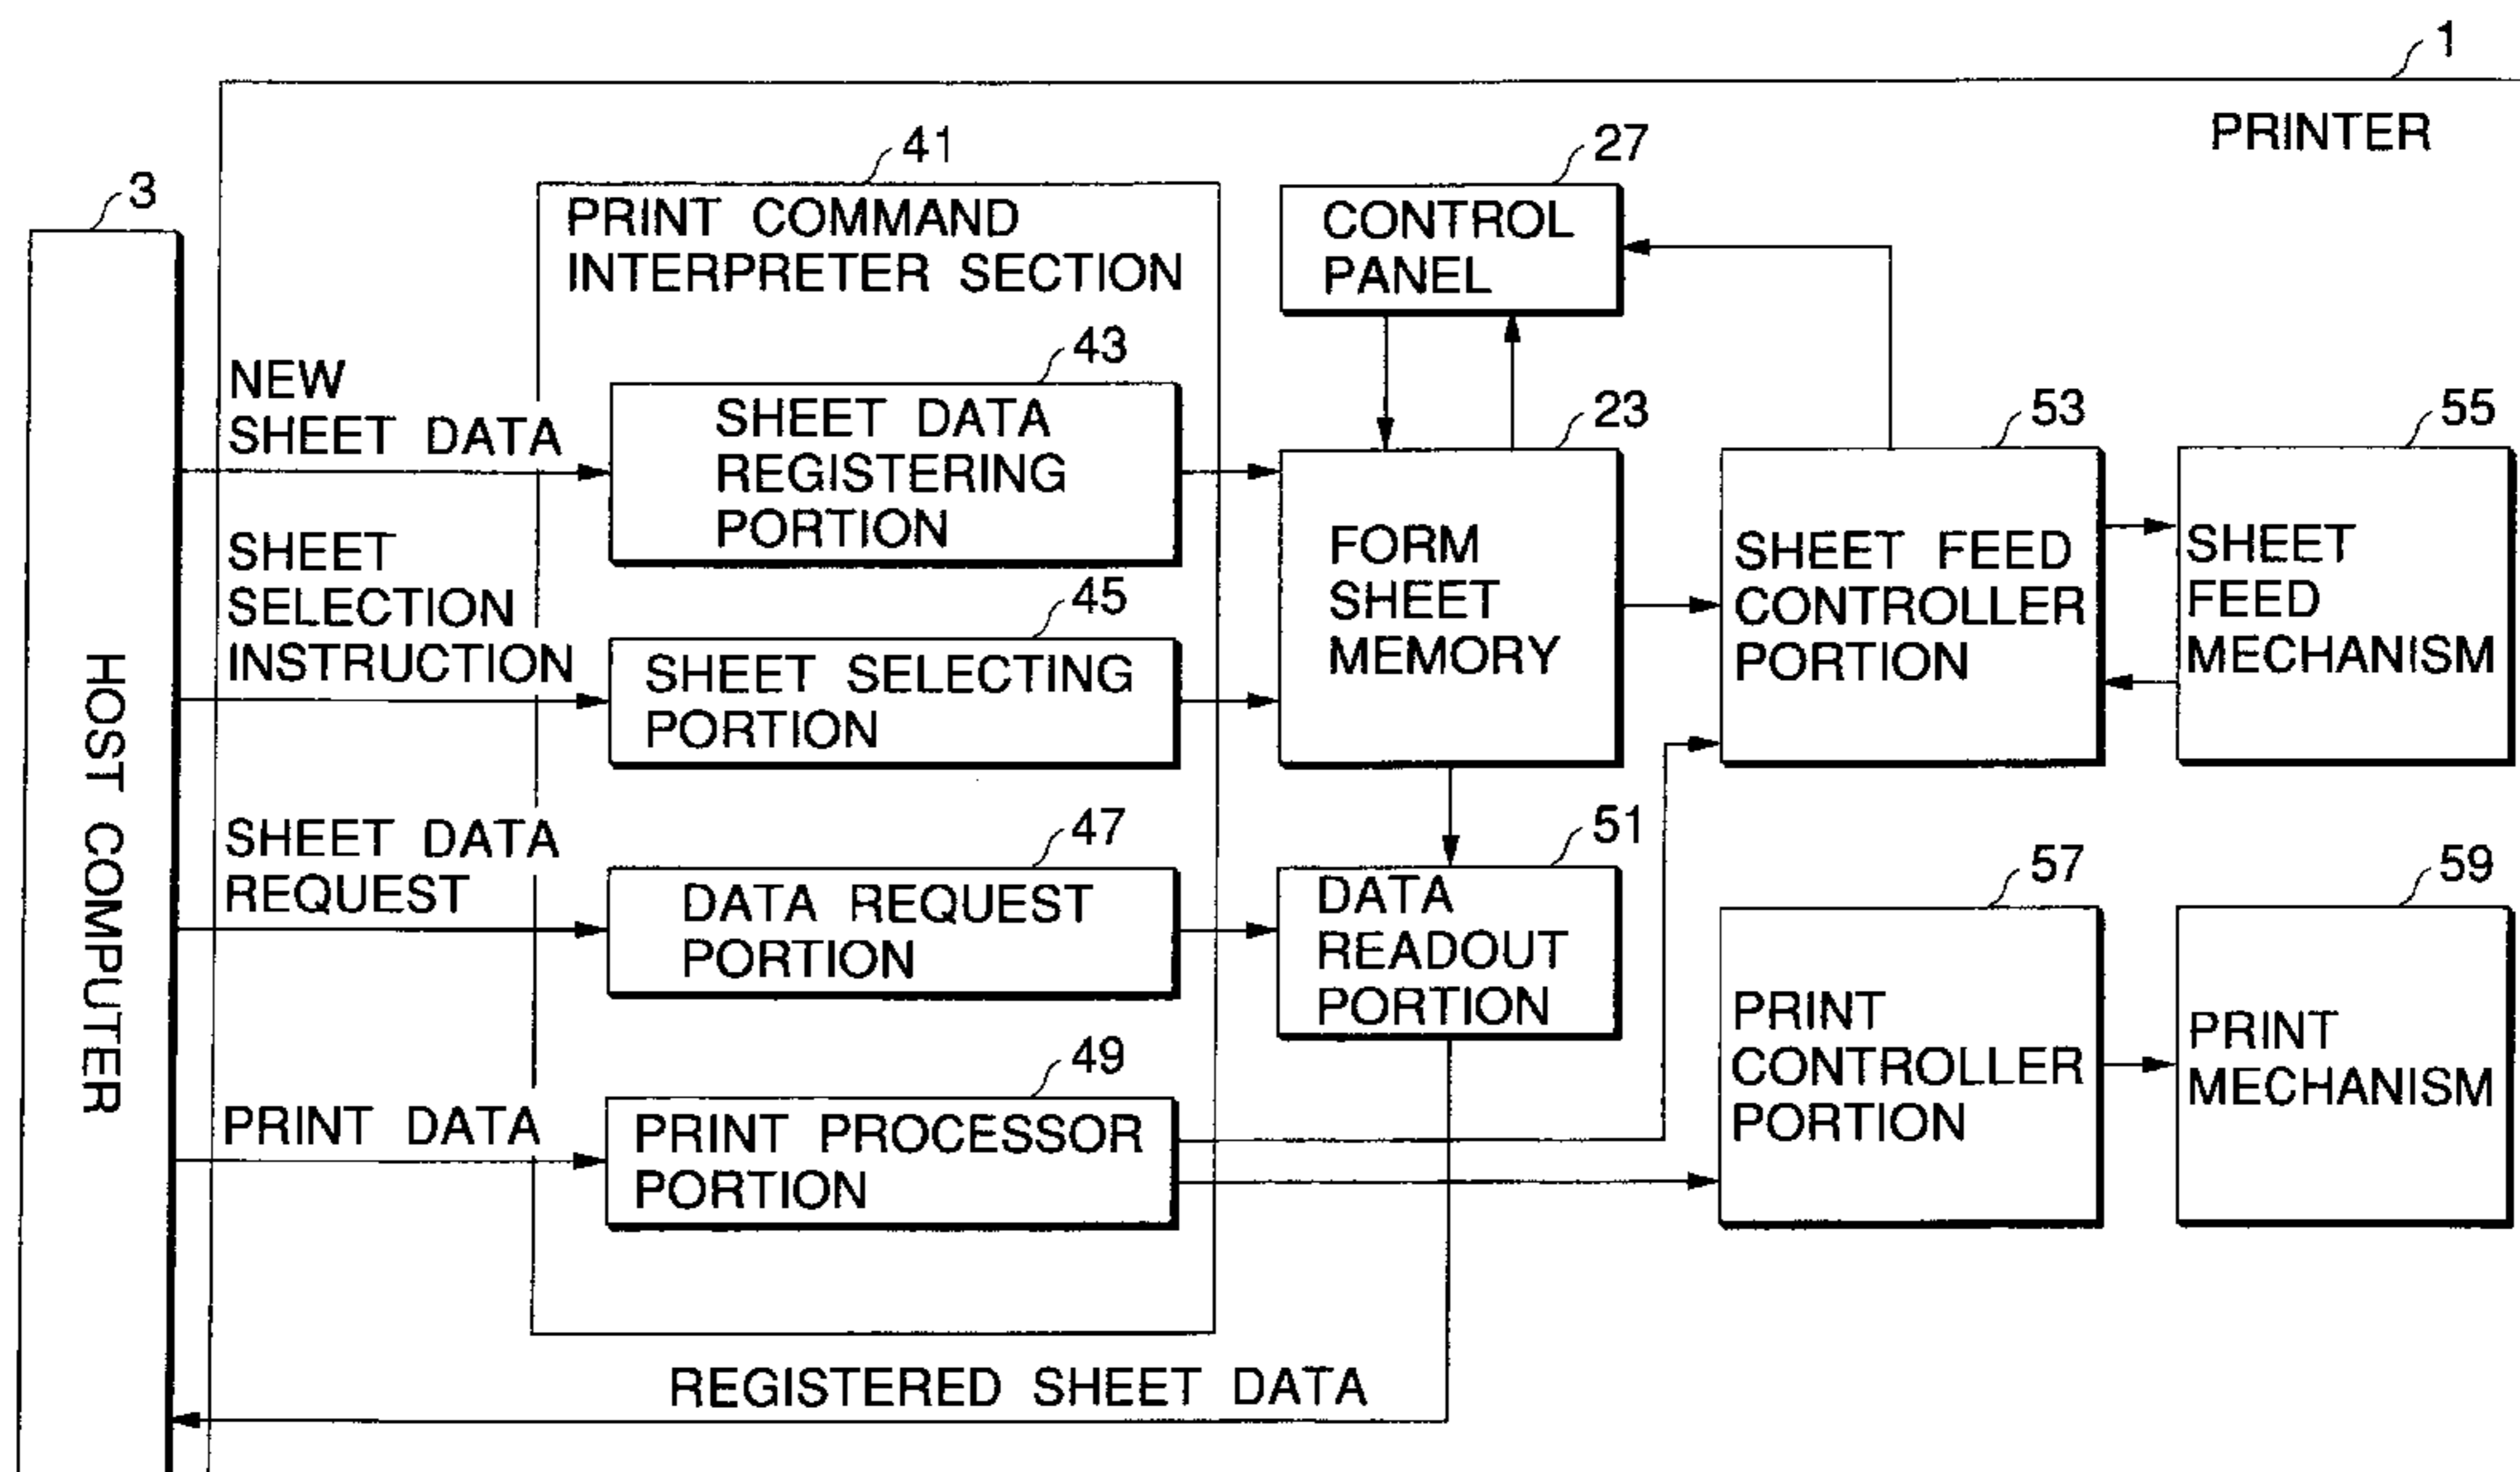 1
PRINTER
3
HOST COMPUTER
41
PRINT COMMAND
INTERPRETER SECTION
27
CONTROL
PANEL
NEW
SHEET DATA
43
SHEET DATA
REGISTERING
PORTION
23
FORM
SHEET
MEMORY
53
SHEET FEED
CONTROLLER
PORTION
55
SHEET
FEED
MECHANISM
SHEET
SELECTION
INSTRUCTION
45
SHEET SELECTING
PORTION
SHEET DATA
REQUEST
47
DATA REQUEST
PORTION
51
DATA
READOUT
PORTION
57
PRINT
CONTROLLER
PORTION
59
PRINT
MECHANISM
PRINT DATA
49
PRINT PROCESSOR
PORTION
REGISTERED SHEET DATA